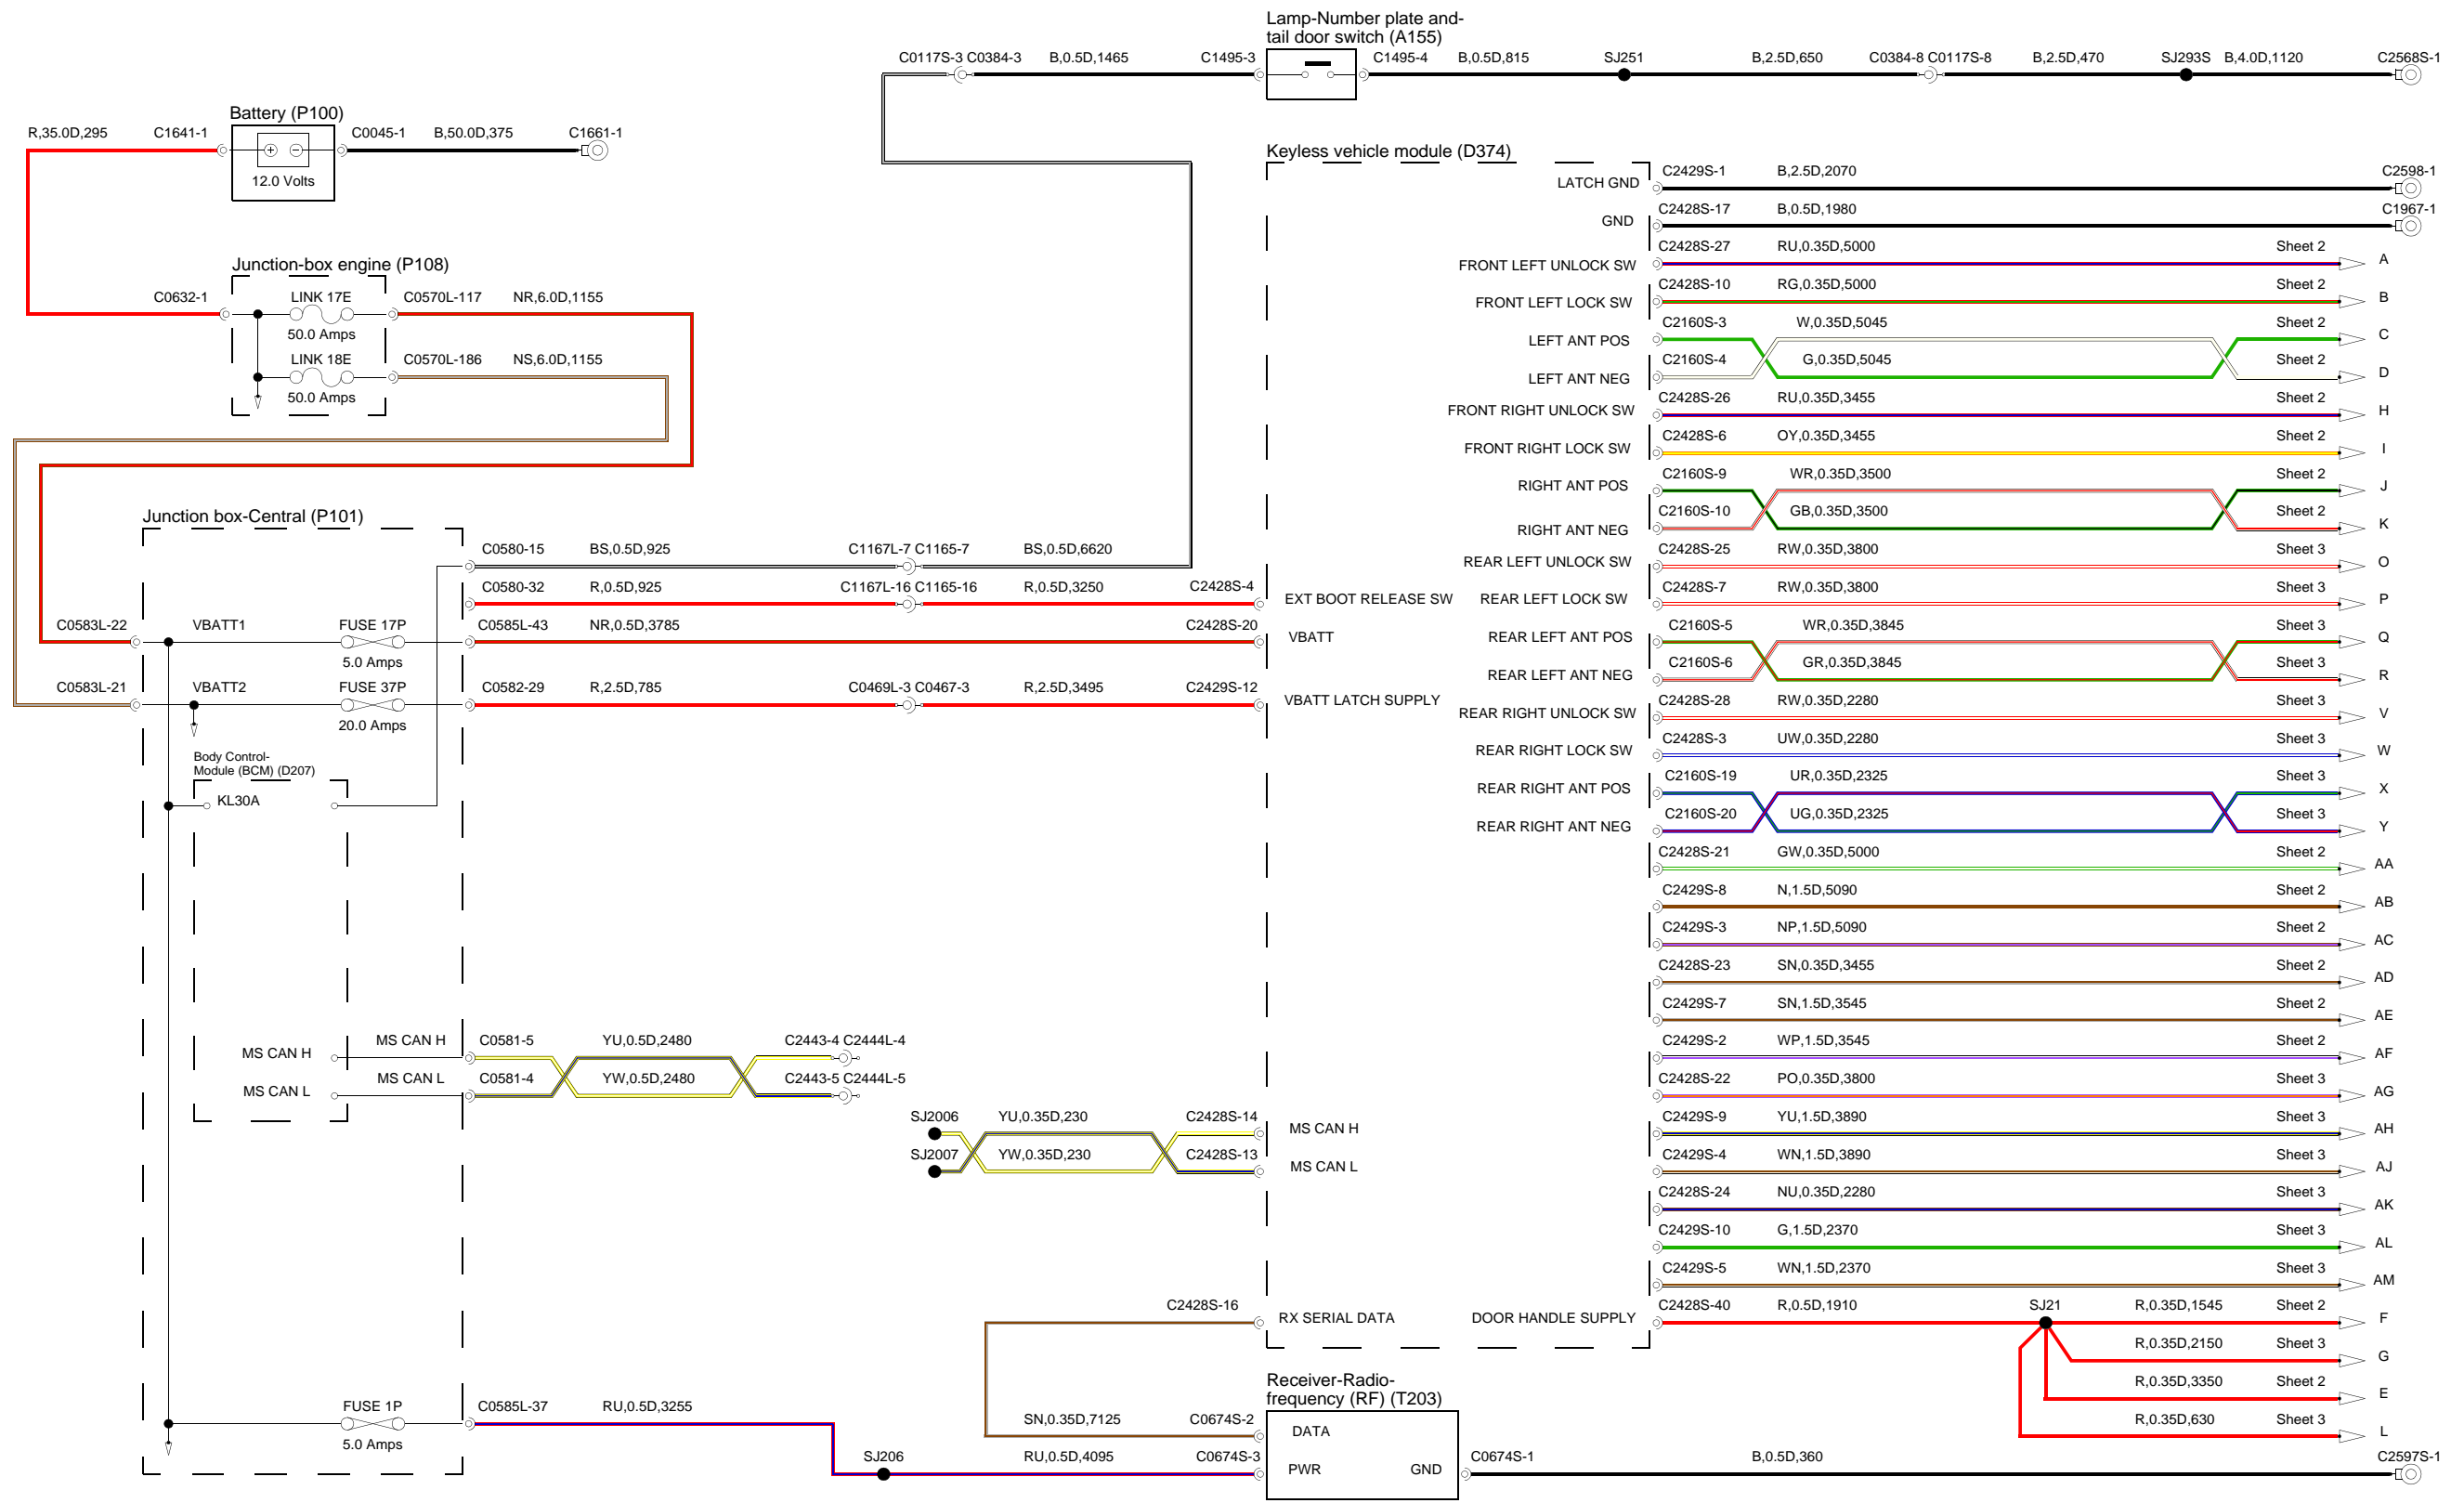 Lamp-Number plate and-
tail door switch (A155)
C0117S-3 C0384-3 B,0.5D,1465 C1495-3 C1495-4 B,0.5D,815 SJ251 B,2.5D,650 C0384-8 C0117S-8 B,2.5D,470 SJ293S B,4.0D,1120 C2568S-1
Battery (P100)
R,35.0D,295 C1641-1 C0045-1 B,50.0D,375 C1661-1
12.0 Volts
Junction-box engine (P108)
C0632-1 LINK 17E C0570L-117 NR,6.0D,1155
50.0 Amps
LINK 18E C0570L-186 NS,6.0D,1155
50.0 Amps
Junction box-Central (P101)
C0580-15 BS,0.5D,925 C1167L-7 C1165-7 BS,0.5D,6620
C0580-32 R,0.5D,925 C1167L-16 C1165-16 R,0.5D,3250 C2428S-4
C0583L-22 VBATT1 FUSE 17P C0585L-43 NR,0.5D,3785 C2428S-20
5.0 Amps
C0583L-21 VBATT2 FUSE 37P C0582-29 R,2.5D,785 C0469L-3 C0467-3 R,2.5D,3495 C2429S-12
20.0 Amps
Body Control-
Module (BCM) (D207)
KL30A
MS CAN H MS CAN H C0581-5 YU,0.5D,2480 C2443-4 C2444L-4
MS CAN L MS CAN L C0581-4 YW,0.5D,2480 C2443-5 C2444L-5
SJ2006 YU,0.35D,230 C2428S-14
SJ2007 YW,0.35D,230 C2428S-13
C2428S-16
FUSE 1P C0585L-37 RU,0.5D,3255
5.0 Amps
SJ206 RU,0.5D,4095 C0674S-3
SN,0.35D,7125 C0674S-2
Keyless vehicle module (D374)
EXT BOOT RELEASE SW
VBATT
VBATT LATCH SUPPLY
MS CAN H
MS CAN L
RX SERIAL DATA
LATCH GND C2429S-1 B,2.5D,2070 C2598-1
GND C2428S-17 B,0.5D,1980 C1967-1
FRONT LEFT UNLOCK SW C2428S-27 RU,0.35D,5000 Sheet 2 A
FRONT LEFT LOCK SW C2428S-10 RG,0.35D,5000 Sheet 2 B
LEFT ANT POS C2160S-3 W,0.35D,5045 Sheet 2 C
LEFT ANT NEG C2160S-4 G,0.35D,5045 Sheet 2 D
FRONT RIGHT UNLOCK SW C2428S-26 RU,0.35D,3455 Sheet 2 H
FRONT RIGHT LOCK SW C2428S-6 OY,0.35D,3455 Sheet 2 I
RIGHT ANT POS C2160S-9 WR,0.35D,3500 Sheet 2 J
RIGHT ANT NEG C2160S-10 GB,0.35D,3500 Sheet 2 K
REAR LEFT UNLOCK SW C2428S-25 RW,0.35D,3800 Sheet 3 O
REAR LEFT LOCK SW C2428S-7 RW,0.35D,3800 Sheet 3 P
REAR LEFT ANT POS C2160S-5 WR,0.35D,3845 Sheet 3 Q
REAR LEFT ANT NEG C2160S-6 GR,0.35D,3845 Sheet 3 R
REAR RIGHT UNLOCK SW C2428S-28 RW,0.35D,2280 Sheet 3 V
REAR RIGHT LOCK SW C2428S-3 UW,0.35D,2280 Sheet 3 W
REAR RIGHT ANT POS C2160S-19 UR,0.35D,2325 Sheet 3 X
REAR RIGHT ANT NEG C2160S-20 UG,0.35D,2325 Sheet 3 Y
C2428S-21 GW,0.35D,5000 Sheet 2 AA
C2429S-8 N,1.5D,5090 Sheet 2 AB
C2429S-3 NP,1.5D,5090 Sheet 2 AC
C2428S-23 SN,0.35D,3455 Sheet 2 AD
C2429S-7 SN,1.5D,3545 Sheet 2 AE
C2429S-2 WP,1.5D,3545 Sheet 2 AF
C2428S-22 PO,0.35D,3800 Sheet 3 AG
C2429S-9 YU,1.5D,3890 Sheet 3 AH
C2429S-4 WN,1.5D,3890 Sheet 3 AJ
C2428S-24 NU,0.35D,2280 Sheet 3 AK
C2429S-10 G,1.5D,2370 Sheet 3 AL
C2429S-5 WN,1.5D,2370 Sheet 3 AM
DOOR HANDLE SUPPLY C2428S-40 R,0.5D,1910 SJ21 R,0.35D,1545 Sheet 2 F
R,0.35D,2150 Sheet 3 G
R,0.35D,3350 Sheet 2 E
R,0.35D,630 Sheet 3 L
Receiver-Radio-
frequency (RF) (T203)
DATA
PWR GND C0674S-1 B,0.5D,360 C2597S-1